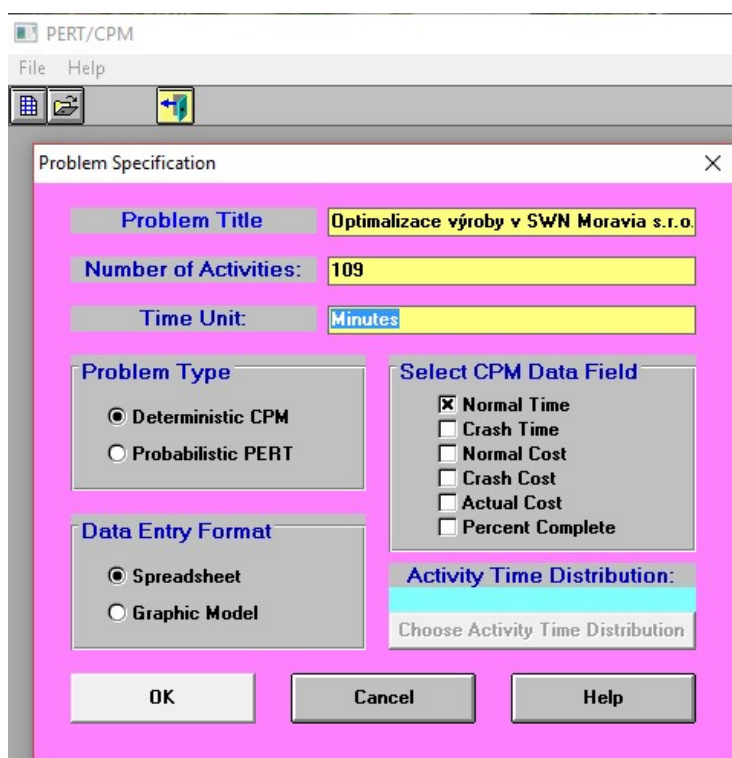 PERT/CPM
File Help
Problem Specification
Problem Title
Optimalizace výroby v SWN Moravia s.r.o.
Number of Activities:
109
Time Unit:
Minutes
Problem Type
Deterministic CPM
Probabilistic PERT
Select CPM Data Field
Normal Time
Crash Time
Normal Cost
Crash Cost
Actual Cost
Percent Complete
Data Entry Format
Spreadsheet
Graphic Model
Activity Time Distribution:
Choose Activity Time Distribution
OK
Cancel
Help